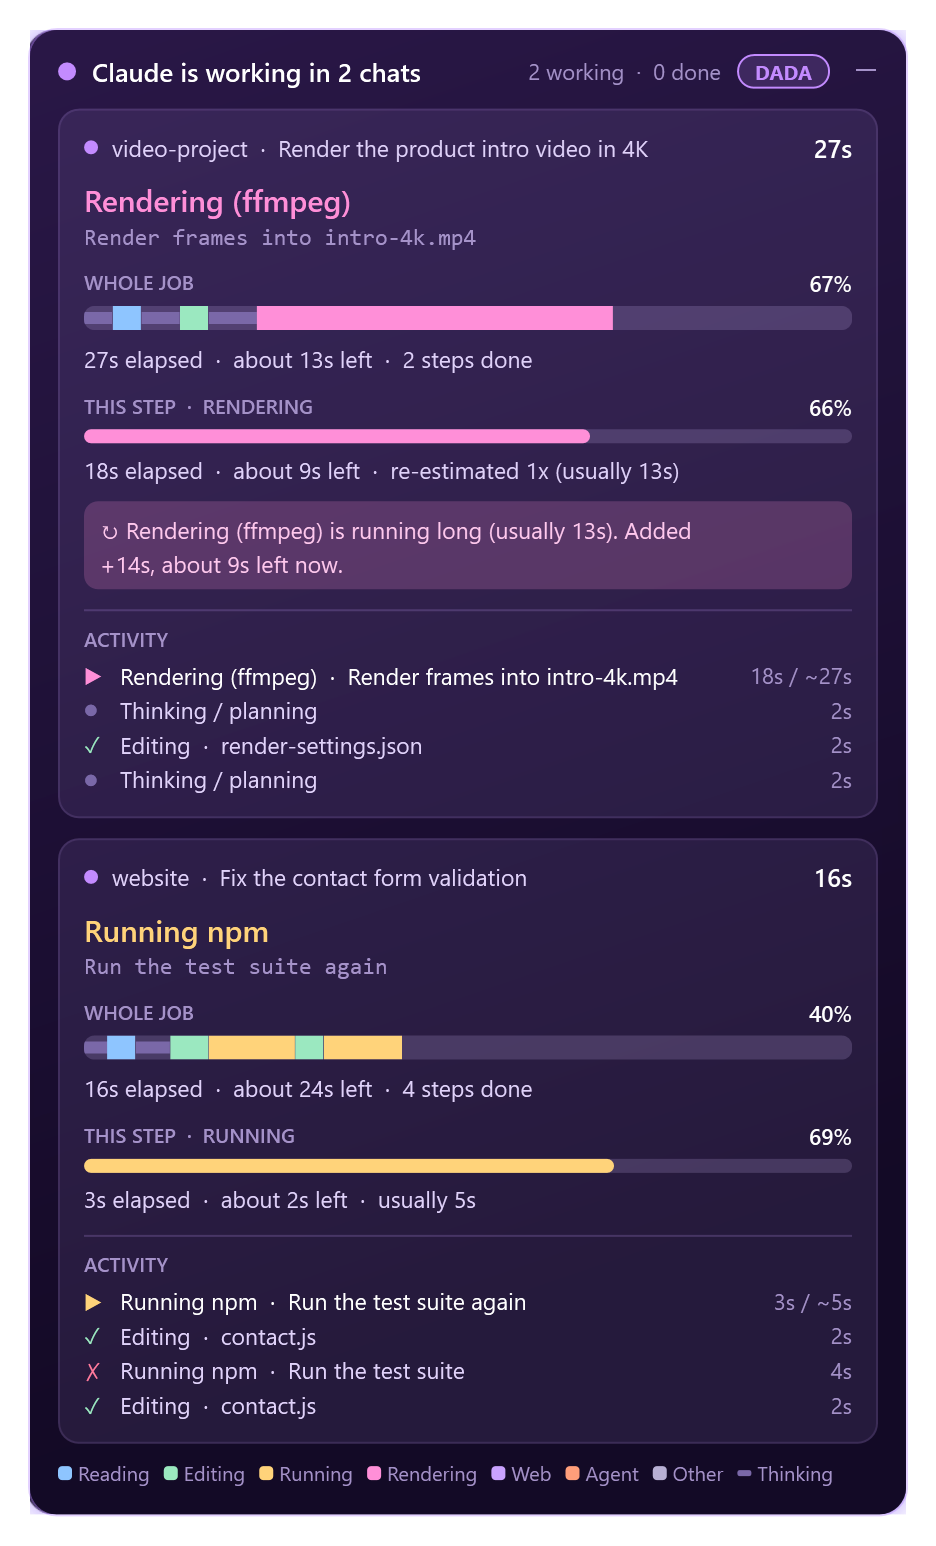 Claude is working in 2 chats
2 working · 0 done
DADA
video-project · Render the product intro video in 4K
27s
Rendering (ffmpeg)
Render frames into intro-4k.mp4
WHOLE JOB
67%
27s elapsed · about 13s left · 2 steps done
THIS STEP · RENDERING
66%
18s elapsed · about 9s left · re-estimated 1x (usually 13s)
↻ Rendering (ffmpeg) is running long (usually 13s). Added
+14s, about 9s left now.
ACTIVITY
▶ Rendering (ffmpeg) · Render frames into intro-4k.mp4 18s / ~27s
Thinking / planning 2s
✓ Editing · render-settings.json 2s
Thinking / planning 2s
website · Fix the contact form validation
16s
Running npm
Run the test suite again
WHOLE JOB
40%
16s elapsed · about 24s left · 4 steps done
THIS STEP · RUNNING
69%
3s elapsed · about 2s left · usually 5s
ACTIVITY
▶ Running npm · Run the test suite again 3s / ~5s
✓ Editing · contact.js 2s
✗ Running npm · Run the test suite 4s
✓ Editing · contact.js 2s
Reading Editing Running Rendering Web Agent Other Thinking